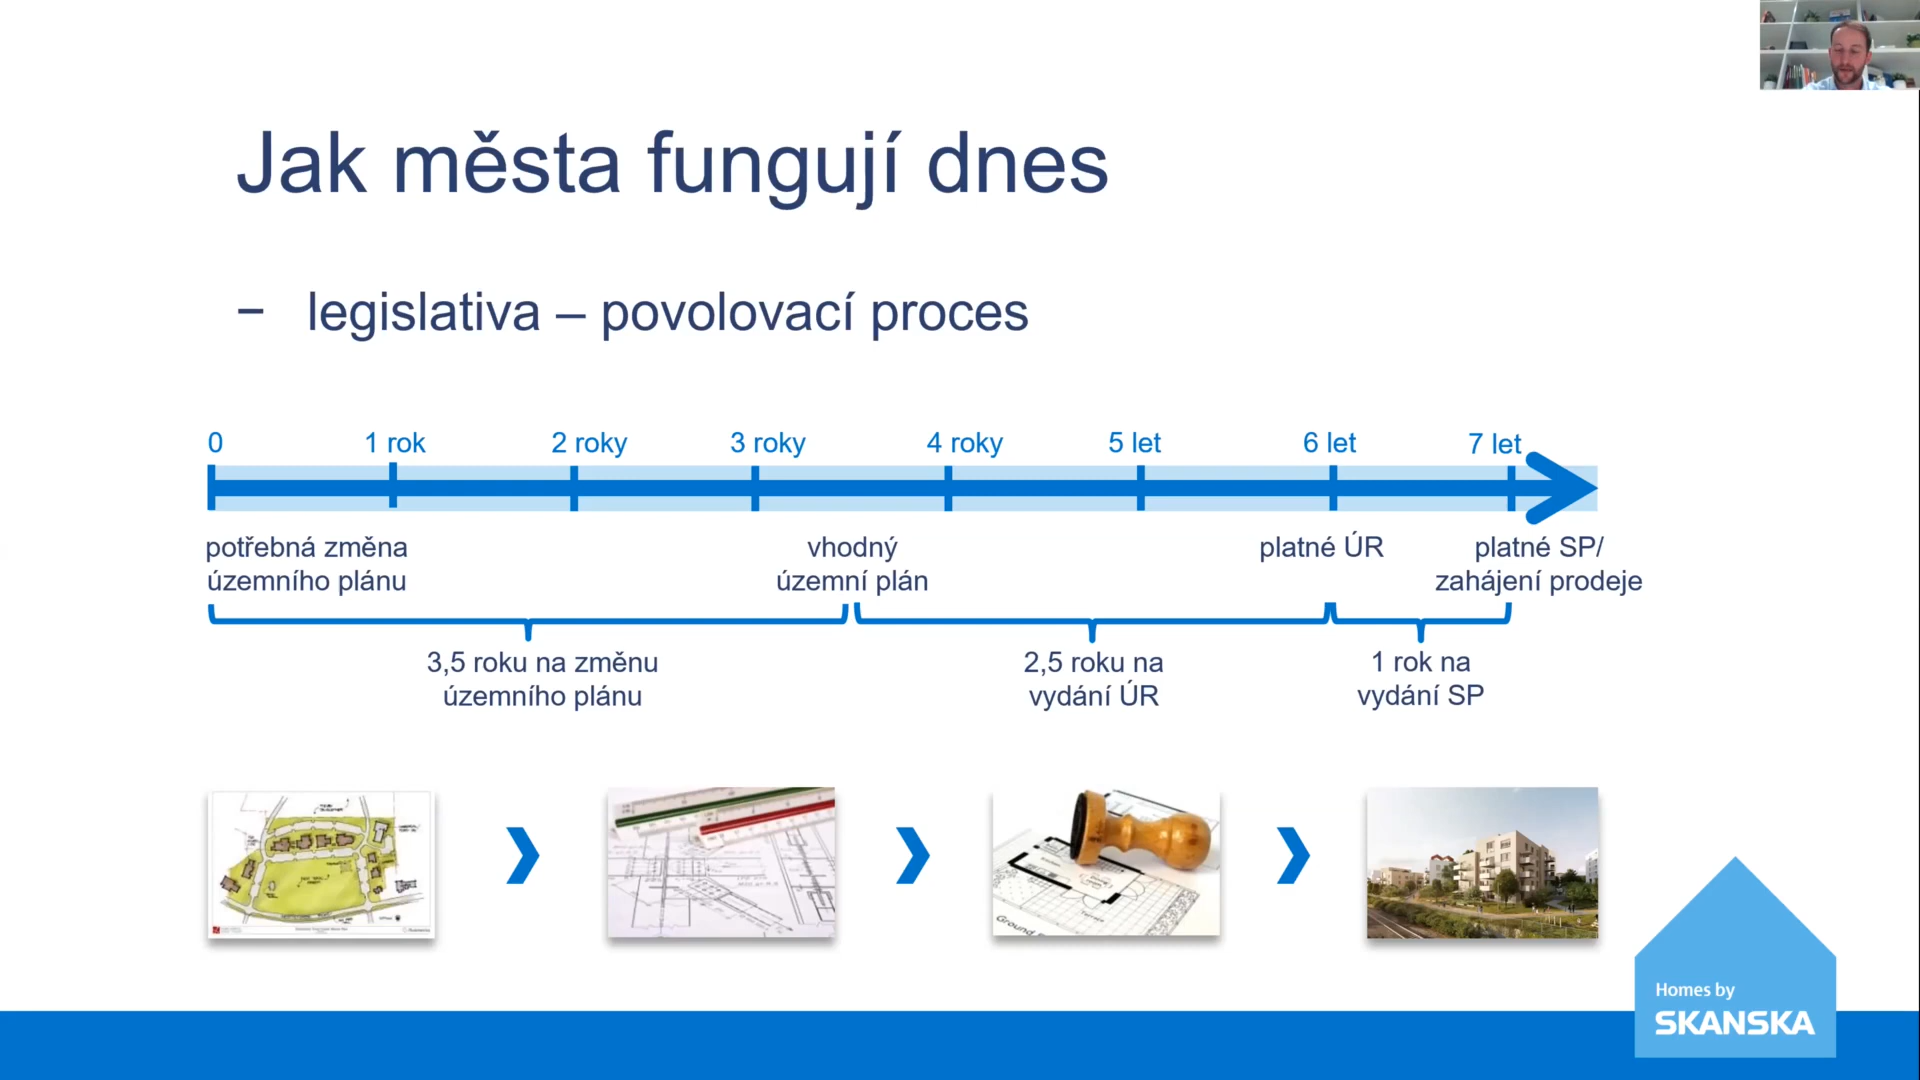 Jak města fungují dnes
– legislativa – povolovací proces
0 1 rok 2 roky 3 roky 4 roky 5 let 6 let 7 let
potřebná změna
územního plánu
vhodný
územní plán
platné ÚR
platné SP/
zahájení prodeje
3,5 roku na změnu
územního plánu
2,5 roku na
vydání ÚR
1 rok na
vydání SP
Homes by
SKANSKA